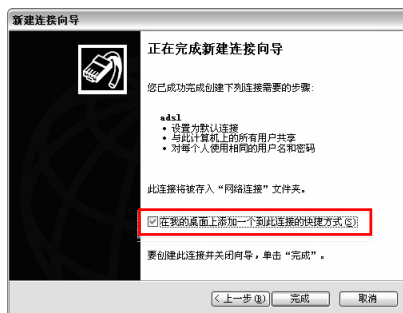 新建连接向导
正在完成新建连接向导
您已成功完成创建下列连接需要的步骤:
adsl
• 设置为默认连接
• 与此计算机上的所有用户共享
• 对每个人使用相同的用户名和密码
此连接将被存入“网络连接”文件夹。
在我的桌面上添加一个到此连接的快捷方式(S)
要创建此连接并关闭向导，单击“完成”。
< 上一步(B)
完成
取消